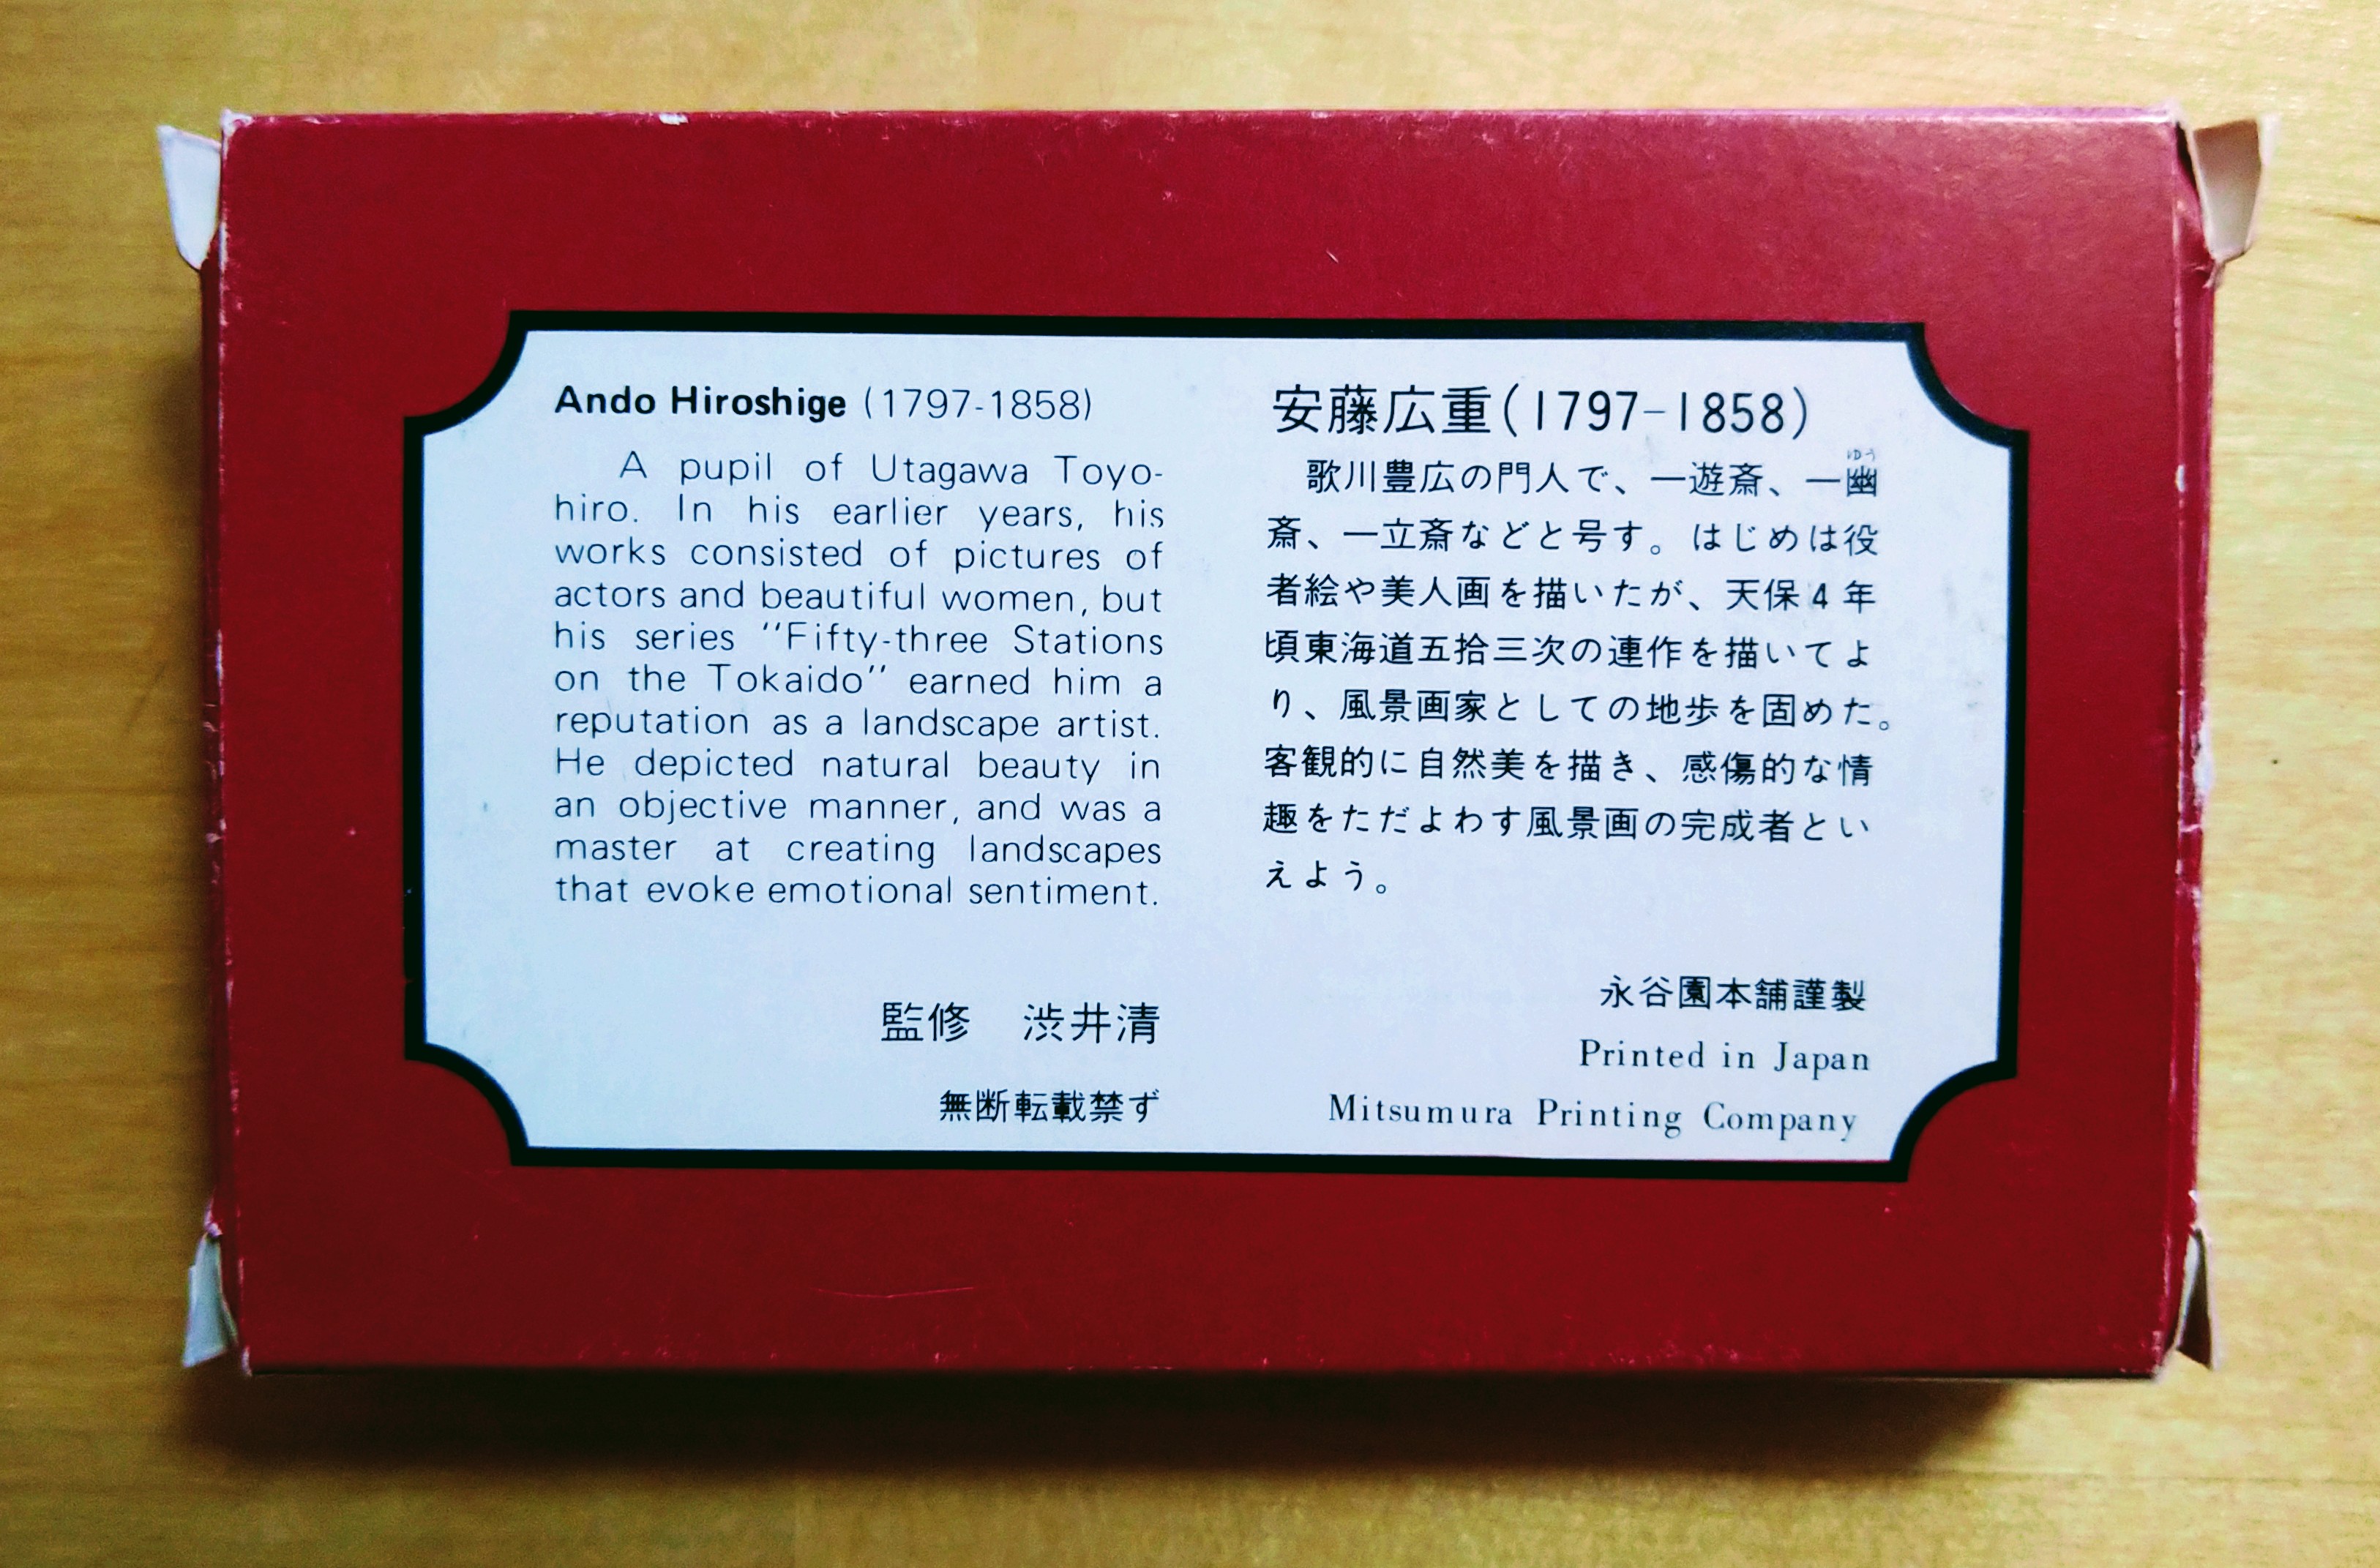 Ando Hiroshige (1797-1858)
A pupil of Utagawa Toyo-
hiro. In his earlier years, his
works consisted of pictures of
actors and beautiful women, but
his series "Fifty-three Stations
on the Tokaido" earned him a
reputation as a landscape artist.
He depicted natural beauty in
an objective manner, and was a
master at creating landscapes
that evoke emotional sentiment.
監修　渋井清
無断転載禁ず
安藤広重(1797-1858)
ゆう
歌川豊広の門人で、一遊斎、一幽
斎、一立斎などと号す。はじめは役
者絵や美人画を描いたが、天保4年
頃東海道五拾三次の連作を描いてよ
り、風景画家としての地歩を固めた。
客観的に自然美を描き、感傷的な情
趣をただよわす風景画の完成者とい
えよう。
永谷園本舗謹製
Printed in Japan
Mitsumura Printing Company